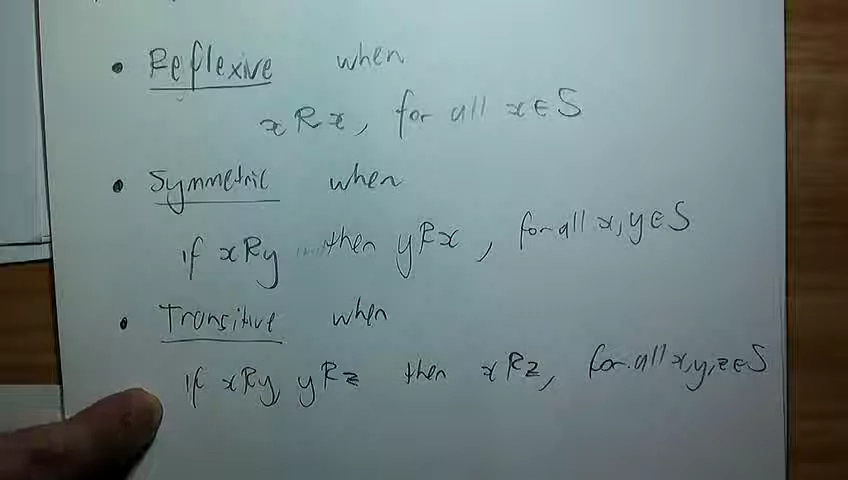 • Reflexive when
xRx, for all x∈S
• Symmetric when
if xRy then yRx, for all x,y∈S
• Transitive when
if xRy, yRz then xRz, for all x,y,z∈S